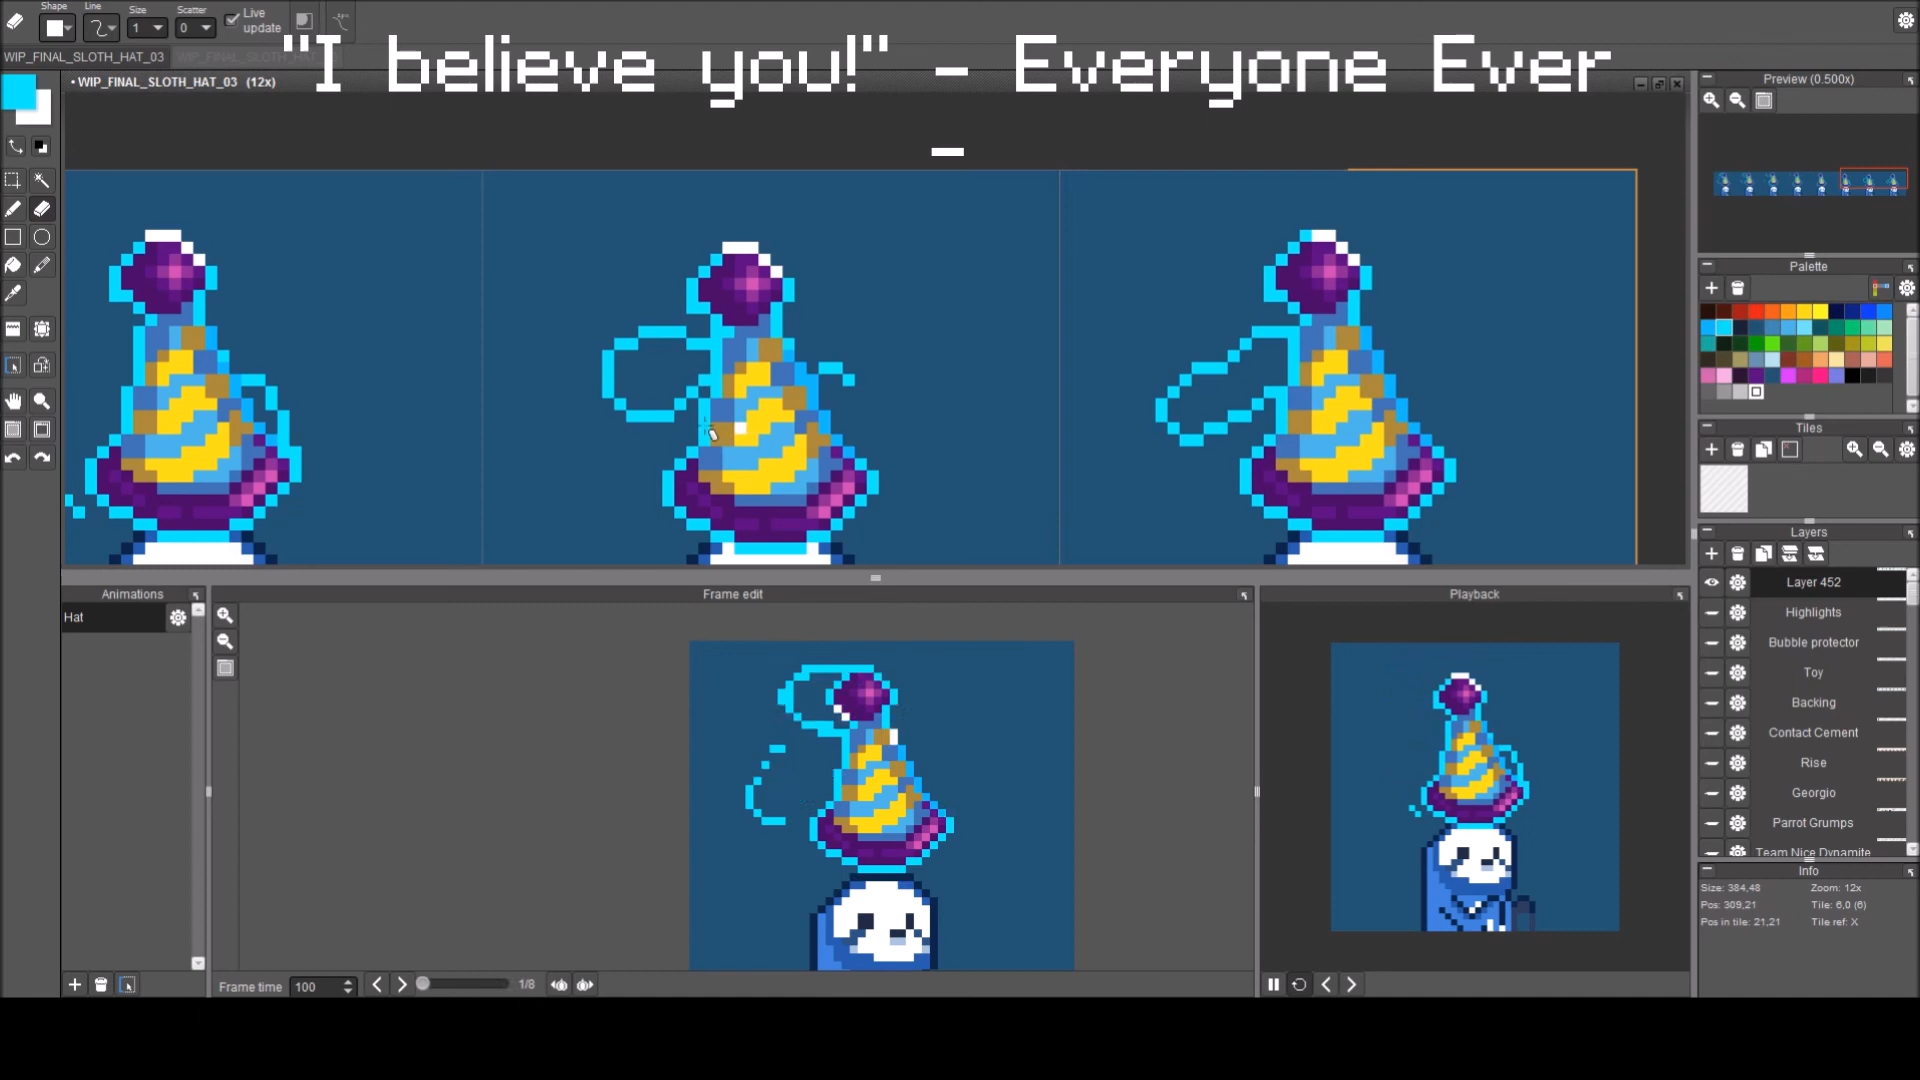 Shape Line Size Scatter Live update
1 0
"I believe you!" - Everyone Ever
-
WIP_FINAL_SLOTH_HAT_03
• WIP_FINAL_SLOTH_HAT_03 (12x)
Preview (0.500x)
Palette
Tiles
Layers
Layer 452
Highlights
Bubble protector
Toy
Backing
Contact Cement
Rise
Georgio
Parrot Grumps
Team Nice Dynamite
Info
Size: 384,48 Zoom: 12x
Pos: 309,21 Tile: 6,0 (6)
Pos in tile: 21,21 Tile ref: X
Animations
Hat
Frame edit
Playback
Frame time 100
1/8